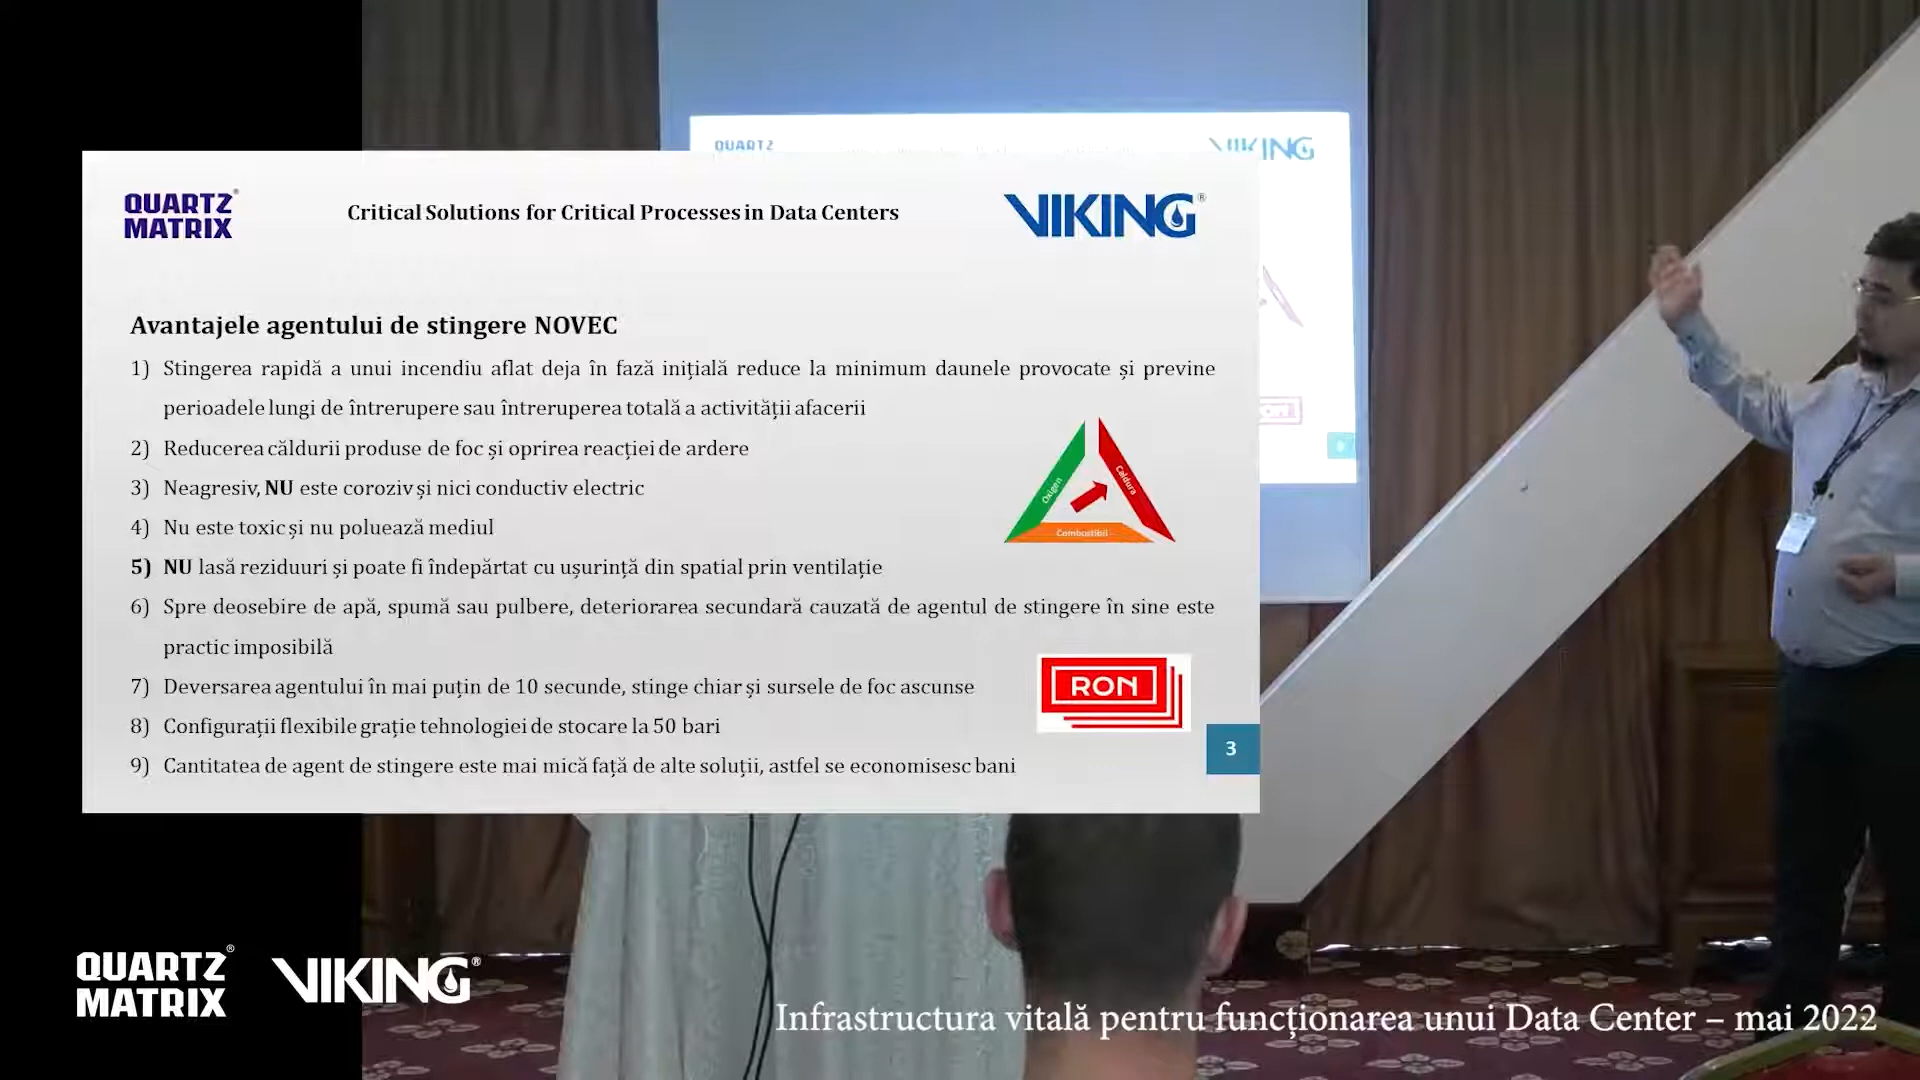 QUARTZ
VIKING
QUARTZ®
MATRIX
Critical Solutions for Critical Processes in Data Centers
VIKING®
Avantajele agentului de stingere NOVEC
1) Stingerea rapidă a unui incendiu aflat deja în fază inițială reduce la minimum daunele provocate și previne
perioadele lungi de întrerupere sau întreruperea totală a activității afacerii
2) Reducerea căldurii produse de foc și oprirea reacției de ardere
3) Neagresiv, NU este coroziv și nici conductiv electric
4) Nu este toxic și nu poluează mediul
5) NU lasă reziduuri și poate fi îndepărtat cu ușurință din spatial prin ventilație
6) Spre deosebire de apă, spumă sau pulbere, deteriorarea secundară cauzată de agentul de stingere în sine este
practic imposibilă
7) Deversarea agentului în mai puțin de 10 secunde, stinge chiar și sursele de foc ascunse
8) Configurații flexibile grație tehnologiei de stocare la 50 bari
9) Cantitatea de agent de stingere este mai mică față de alte soluții, astfel se economisesc bani
Oxigen
Caldura
Combustibil
RON
3
QUARTZ®
MATRIX
VIKING®
Infrastructura vitală pentru funcționarea unui Data Center – mai 2022